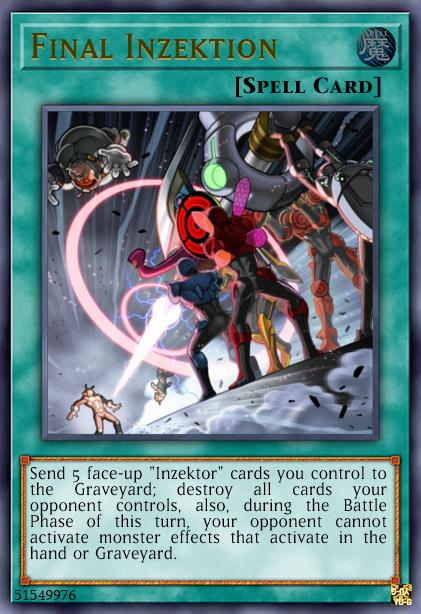 Final Inzektion
[Spell Card]
Send 5 face-up "Inzektor" cards you control to
the Graveyard; destroy all cards your
opponent controls, also, during the Battle
Phase of this turn, your opponent cannot
activate monster effects that activate in the
hand or Graveyard.
51549976